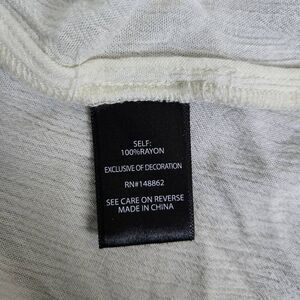 SELF:
100%RAYON
EXCLUSIVE OF DECORATION
RN#148862
SEE CARE ON REVERSE
MADE IN CHINA